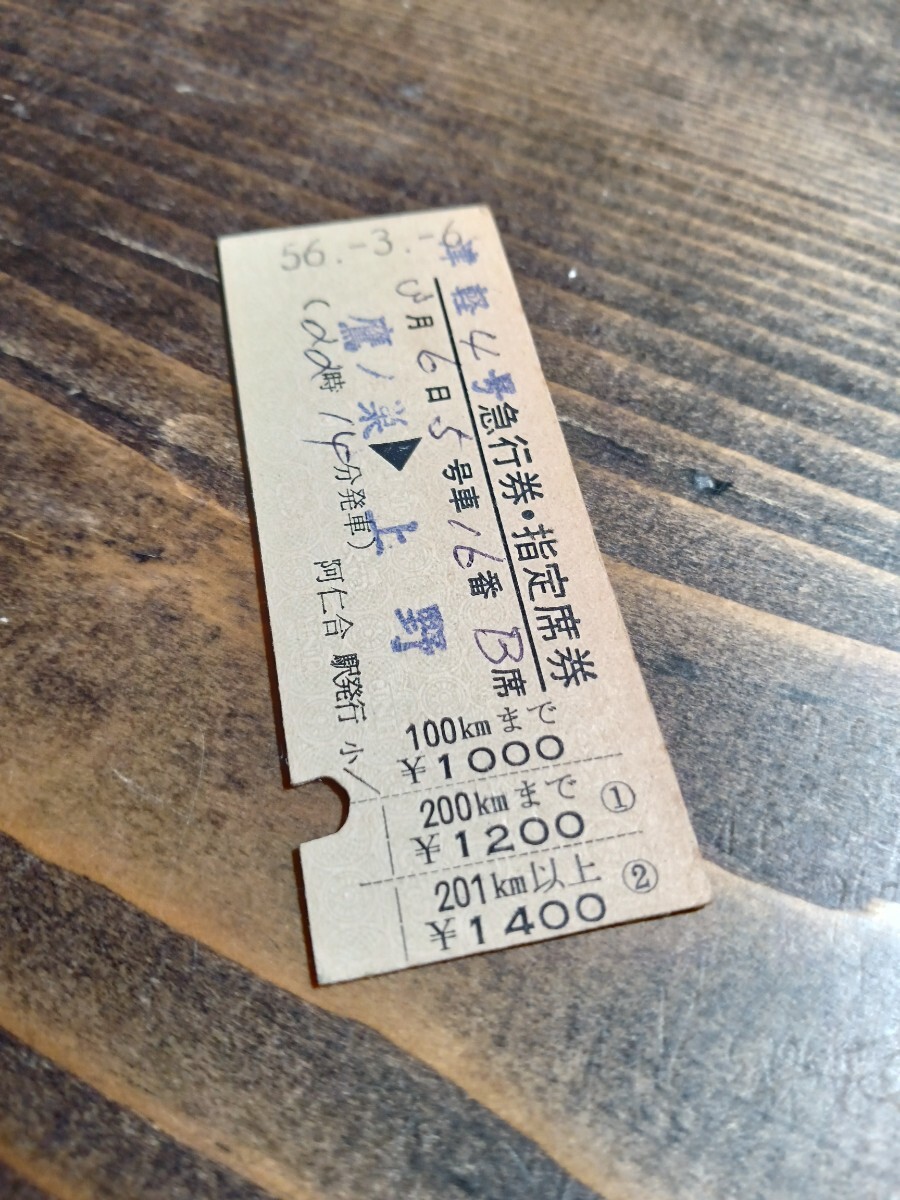 56.-3.-6
津軽4号急行券・指定席券
3月6日5号車16番B席
鷹ノ巣▶上野
(22時14分発車)
阿仁合駅発行 小
100kmまで
¥1000
200kmまで ①
¥1200
201km以上 ②
¥1400